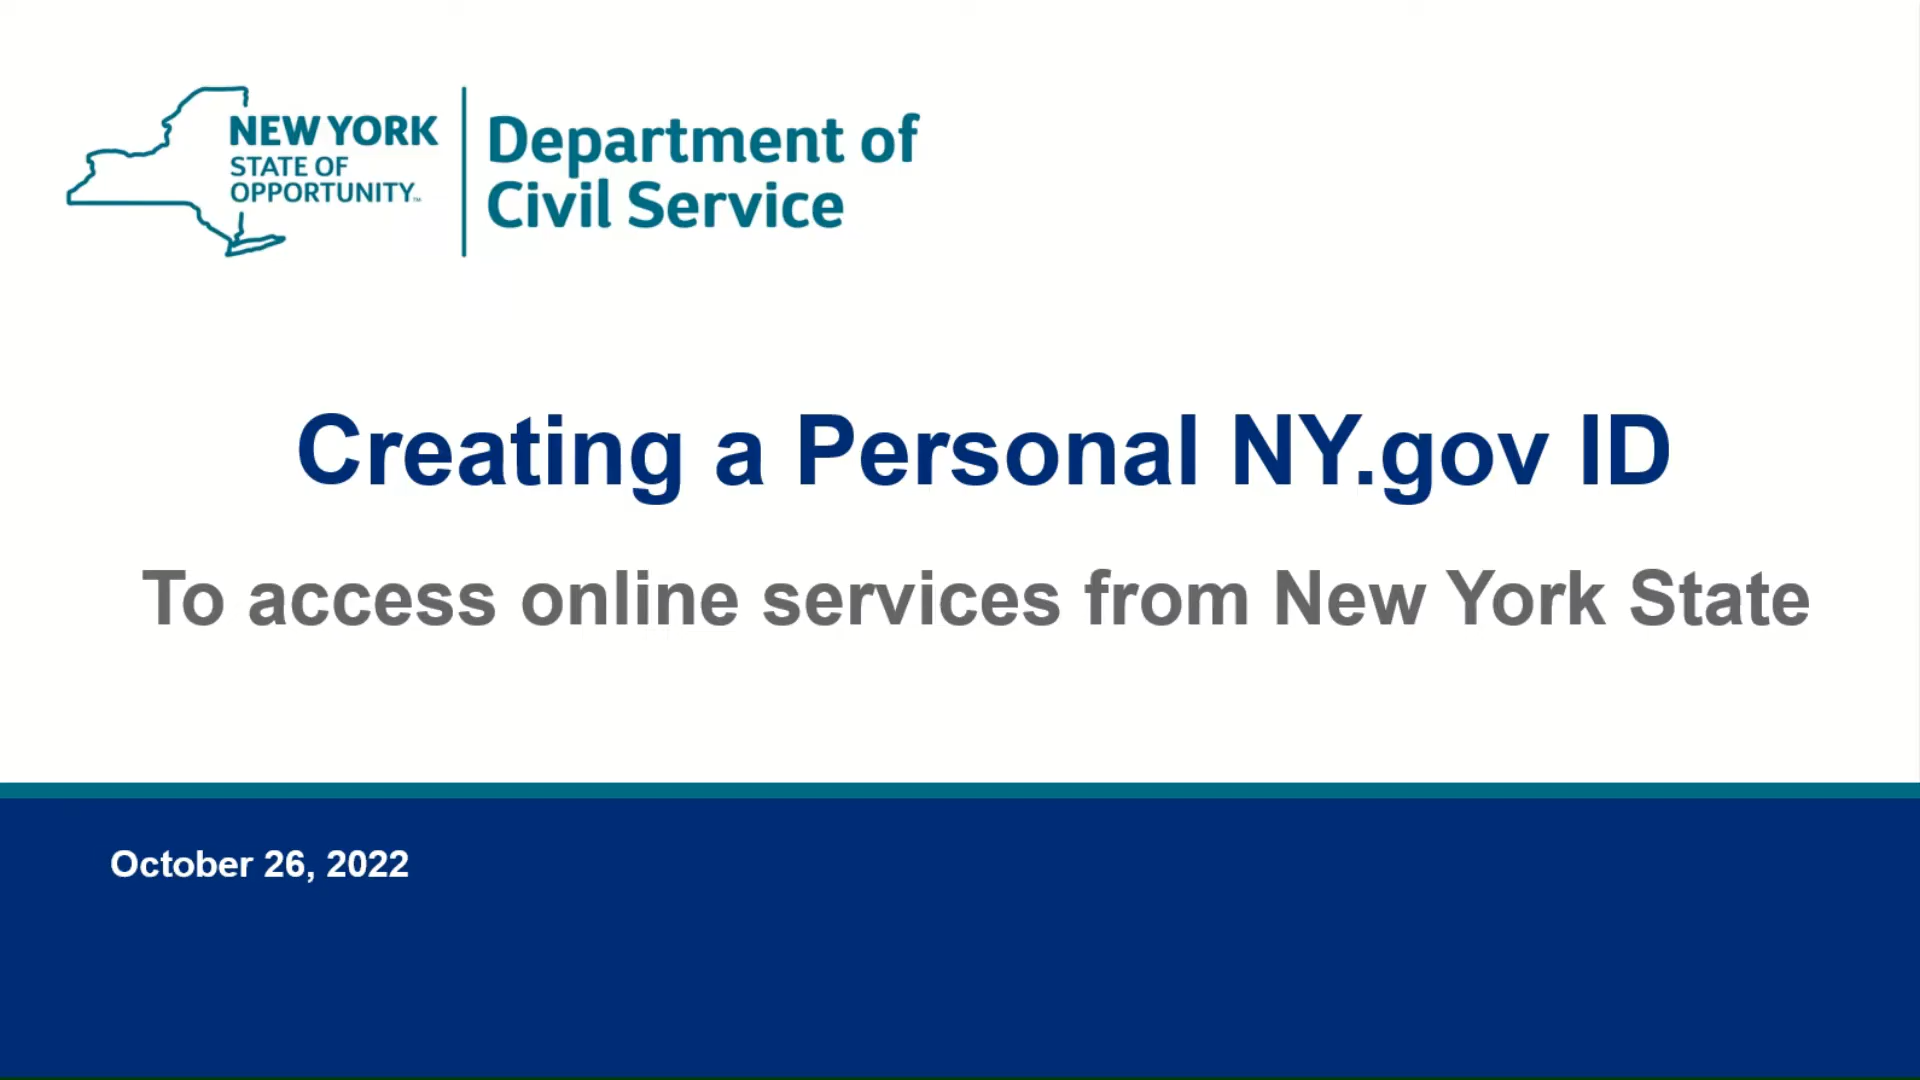 NEW YORK
STATE OF
OPPORTUNITY.™
Department of
Civil Service
Creating a Personal NY.gov ID
To access online services from New York State
October 26, 2022